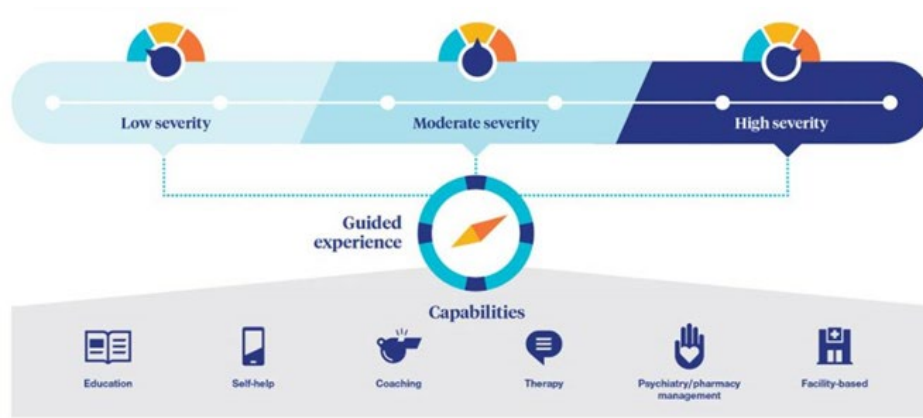 Low severity
Moderate severity
High severity
Guided
experience
Capabilities
Education
Self-help
Coaching
Therapy
Psychiatry/pharmacy
management
Facility-based